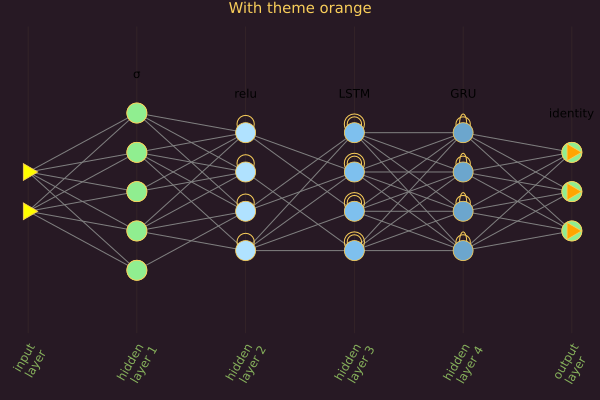 With theme orange
σ
relu
LSTM
GRU
identity
input
layer
hidden
layer 1
hidden
layer 2
hidden
layer 3
hidden
layer 4
output
layer